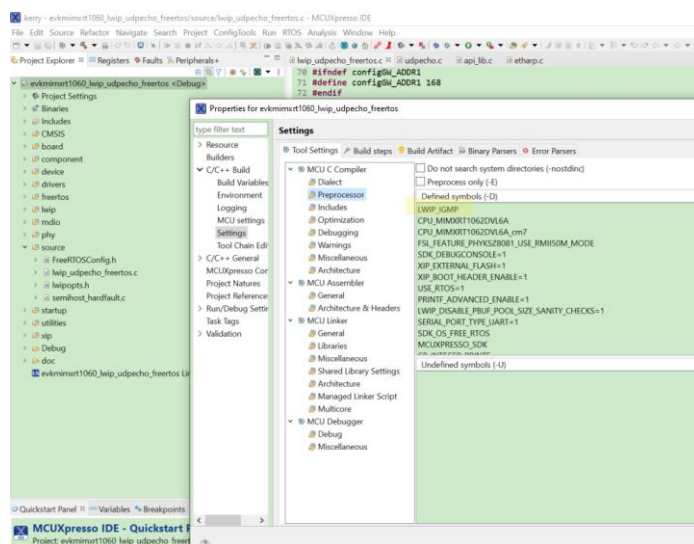 kerry - evkmimxrt1060_lwip_udpecho_freertos/source/lwip_udpecho_freertos.c - MCUXpresso IDE
File Edit Source Refactor Navigate Search Project ConfigTools Run RTOS Analysis Window Help
Project Explorer Registers Faults Peripherals+
lwip_udpecho_freertos.c udpecho.c api_lib.c etharp.c
evkmimxrt1060_lwip_udpecho_freertos <Debug>
Project Settings
Binaries
Includes
CMSIS
board
component
device
drivers
freertos
lwip
mdio
phy
source
FreeRTOSConfig.h
lwip_udpecho_freertos.c
lwipopts.h
semihost_hardfault.c
startup
utilities
xip
Debug
doc
evkmimxrt1060_lwip_udpecho_freertos Lir
70 #ifndef configGW_ADDR1
71 #define configGW_ADDR1 168
72 #endif
Properties for evkmimxrt1060_lwip_udpecho_freertos
type filter text
Resource
Builders
C/C++ Build
Build Variables
Environment
Logging
MCU settings
Settings
Tool Chain Edi
C/C++ General
MCUXpresso Cor
Project Natures
Project Reference
Run/Debug Settir
Task Tags
Validation
Settings
Tool Settings Build steps Build Artifact Binary Parsers Error Parsers
MCU C Compiler
Dialect
Preprocessor
Includes
Optimization
Debugging
Warnings
Miscellaneous
Architecture
MCU Assembler
General
Architecture & Headers
MCU Linker
General
Libraries
Miscellaneous
Shared Library Settings
Architecture
Managed Linker Script
Multicore
MCU Debugger
Debug
Miscellaneous
Do not search system directories (-nostdinc)
Preprocess only (-E)
Defined symbols (-D)
LWIP_IGMP
CPU_MIMXRT1062DVL6A
CPU_MIMXRT1062DVL6A_cm7
FSL_FEATURE_PHYKSZ8081_USE_RMII50M_MODE
SDK_DEBUGCONSOLE=1
XIP_EXTERNAL_FLASH=1
XIP_BOOT_HEADER_ENABLE=1
USE_RTOS=1
PRINTF_ADVANCED_ENABLE=1
LWIP_DISABLE_PBUF_POOL_SIZE_SANITY_CHECKS=1
SERIAL_PORT_TYPE_UART=1
SDK_OS_FREE_RTOS
MCUXPRESSO_SDK
Undefined symbols (-U)
Quickstart Panel Variables Breakpoints
MCUXpresso IDE - Quickstart P
Project: evkmimxrt1060_lwip_udpecho_freert